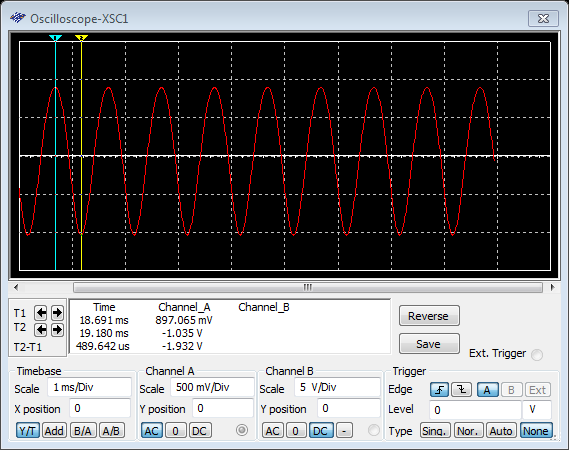 Oscilloscope-XSC1
1 2
T1
T2
T2-T1
Time Channel_A Channel_B
18.691 ms 897.065 mV
19.180 ms -1.035 V
489.642 us -1.932 V
Reverse
Save
Ext. Trigger
Timebase
Scale 1 ms/Div
X position 0
Y/T Add B/A A/B
Channel A
Scale 500 mV/Div
Y position 0
AC 0 DC
Channel B
Scale 5 V/Div
Y position 0
AC 0 DC -
Trigger
Edge A B Ext
Level 0 V
Type Sing. Nor. Auto None